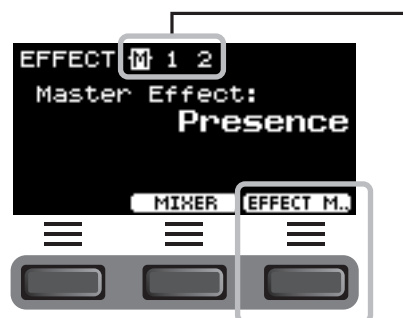 EFFECT M 1 2
Master Effect:
Presence
MIXER EFFECT M..